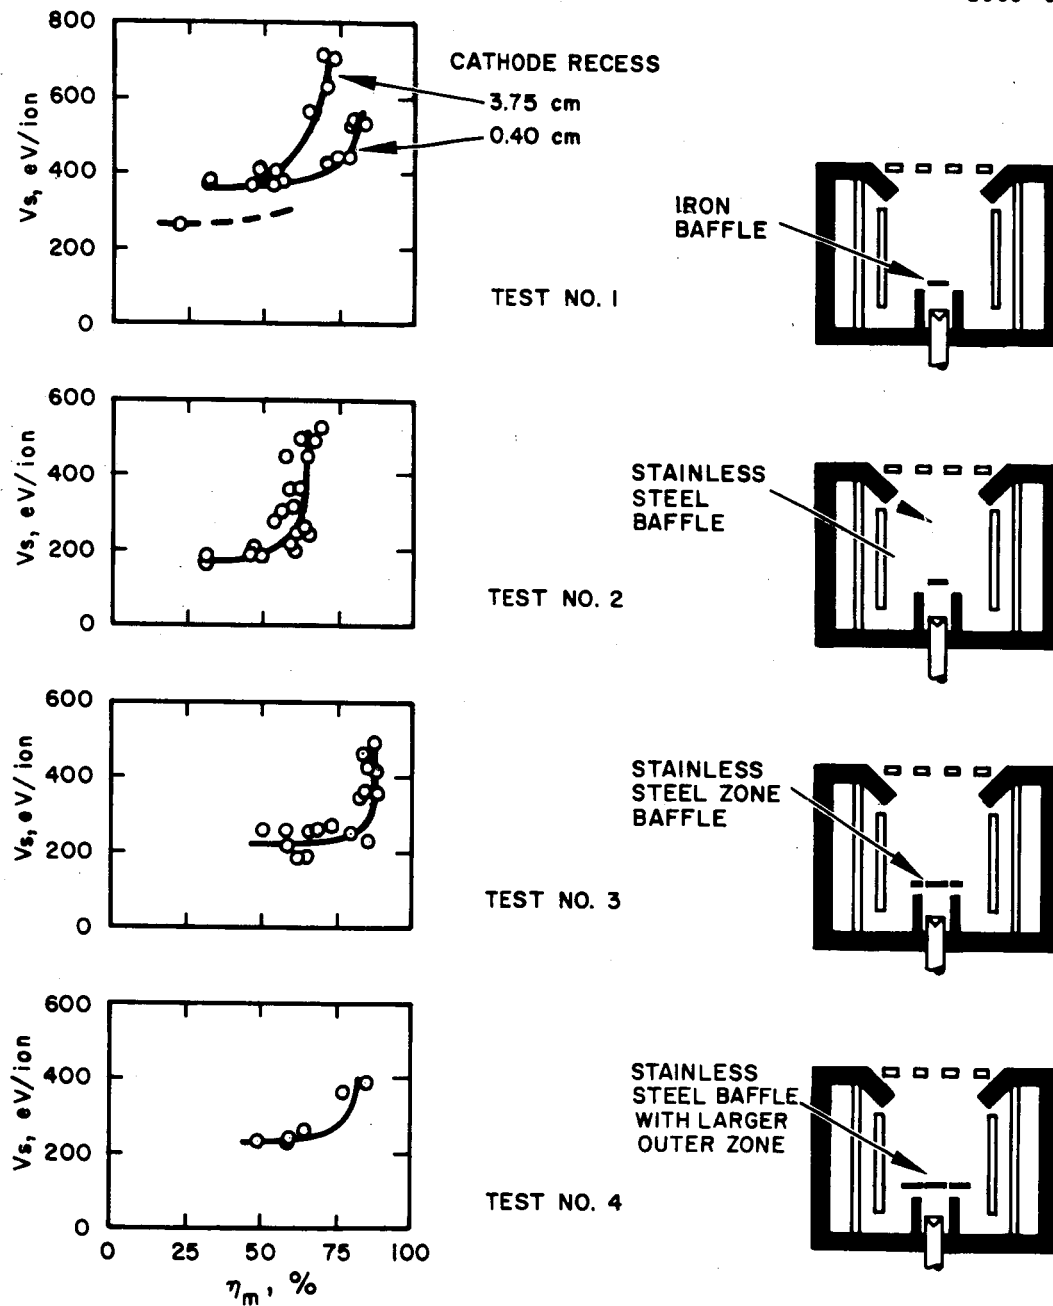 800
600
400
200
0
Vs, eV/ion
CATHODE RECESS
3.75 cm
0.40 cm
TEST NO. 1
IRON
BAFFLE
600
400
200
0
Vs, eV/ion
TEST NO. 2
STAINLESS
STEEL
BAFFLE
600
400
200
0
Vs, eV/ion
TEST NO. 3
STAINLESS
STEEL ZONE
BAFFLE
600
400
200
0
Vs, eV/ion
0 25 50 75 100
ηm, %
TEST NO. 4
STAINLESS
STEEL BAFFLE
WITH LARGER
OUTER ZONE